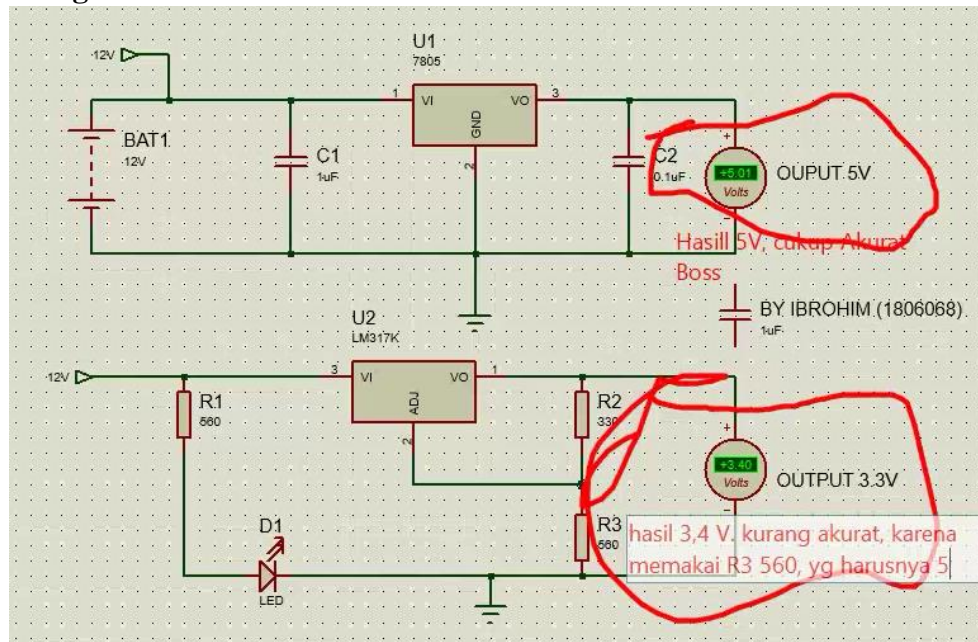 12V
BAT1
12V
C1
1uF
U1
7805
1
VI
VO
3
GND
2
C2
0.1uF
+
+5.01
Volts
OUPUT 5V
Hasill 5V, cukup Akurat
Boss
BY IBROHIM (1806068)
1uF
12V
R1
560
D1
LED
U2
LM317K
3
VI
VO
1
ADJ
2
R2
330
R3
560
+
+3.40
Volts
OUTPUT 3.3V
hasil 3,4 V. kurang akurat, karena
memakai R3 560, yg harusnya 5